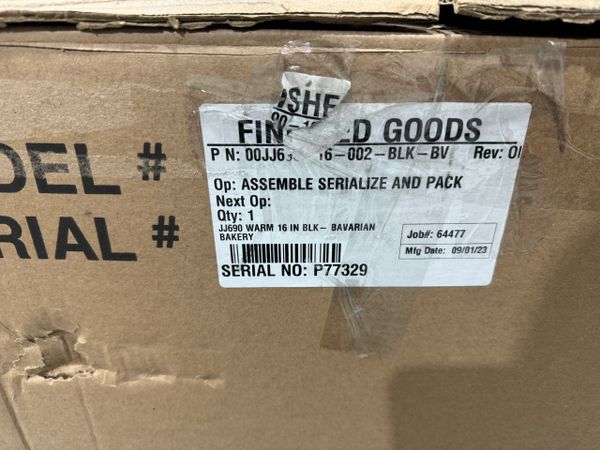 DEL #
RIAL #
FIN ED GOODS
P N: 00JJ6 16-002-BLK-BV Rev:
Op: ASSEMBLE SERIALIZE AND PACK
Next Op:
Qty: 1
JJ690 WARM 16 IN BLK- BAVARIAN
BAKERY
Job#: 64477
Mfg Date: 09/01/23
SERIAL NO: P77329